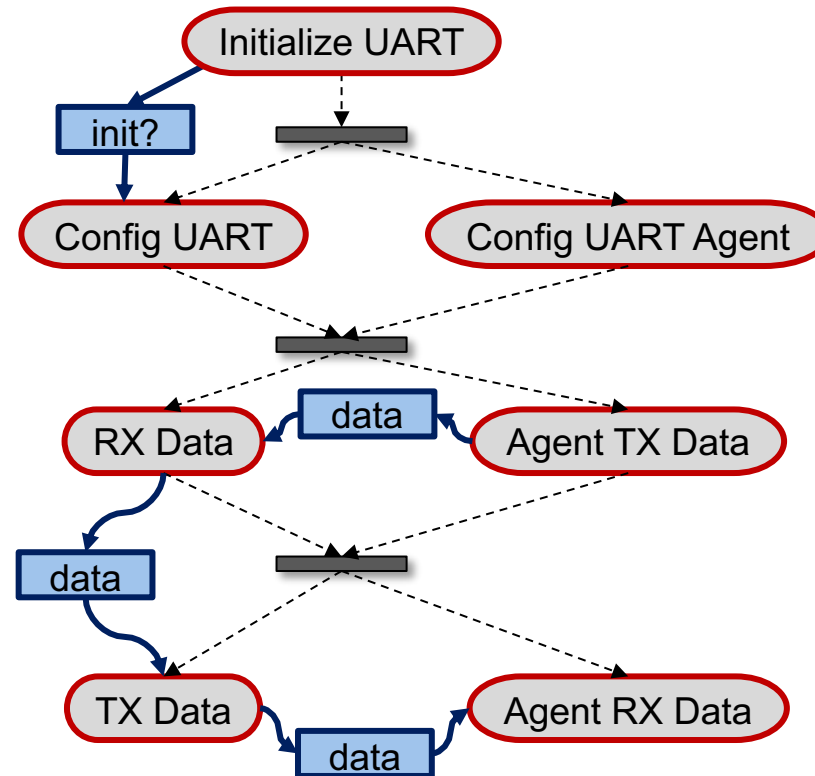 Initialize UART
init?
Config UART
Config UART Agent
data
RX Data
Agent TX Data
data
TX Data
Agent RX Data
data